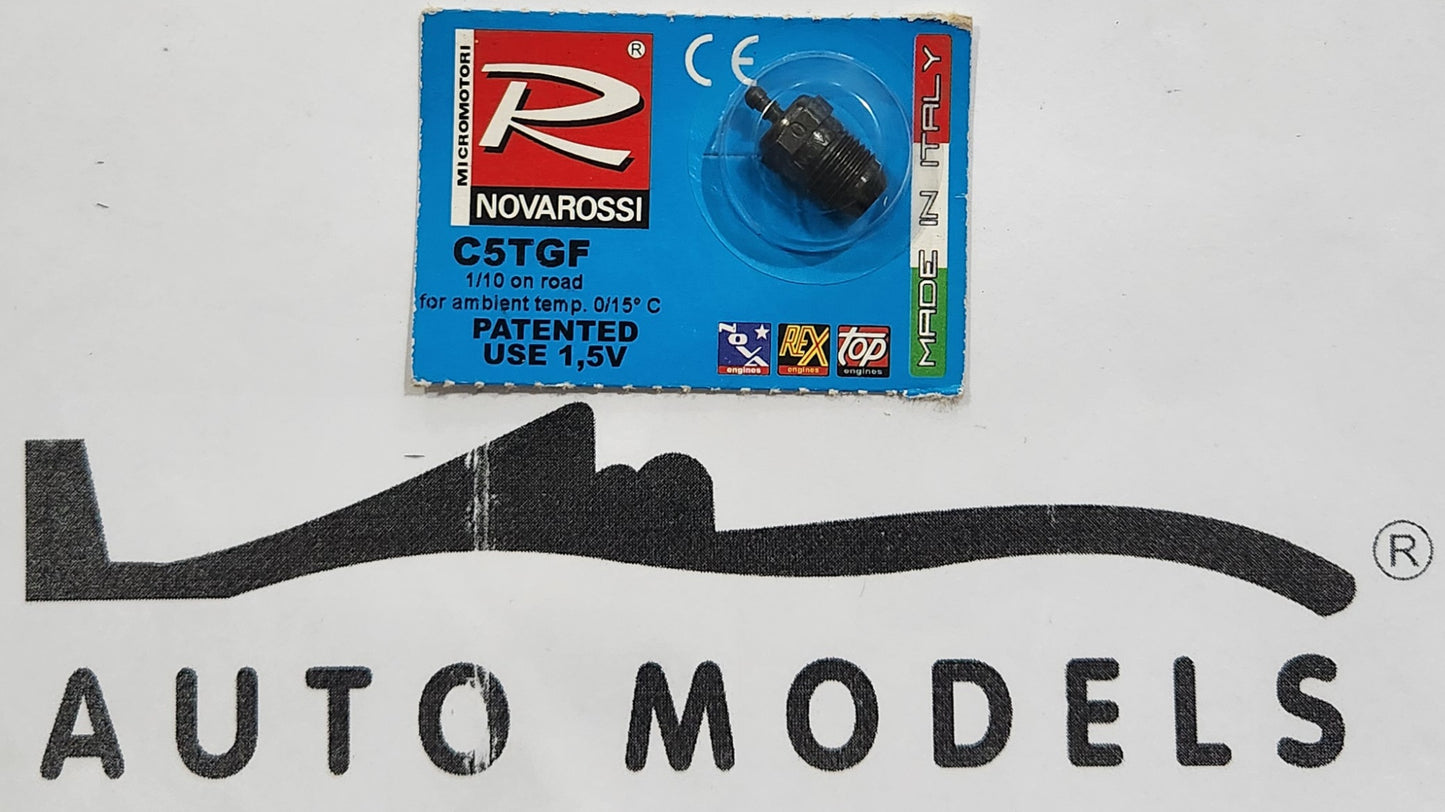 MICROMOTORI
R
®
NOVAROSSI
C5TGF
1/10 on road
for ambient temp. 0/15° C
PATENTED
USE 1,5V
CE
MADE IN ITALY
NOVA
engines
REX
engines
top
engines
®
AUTO MODELS